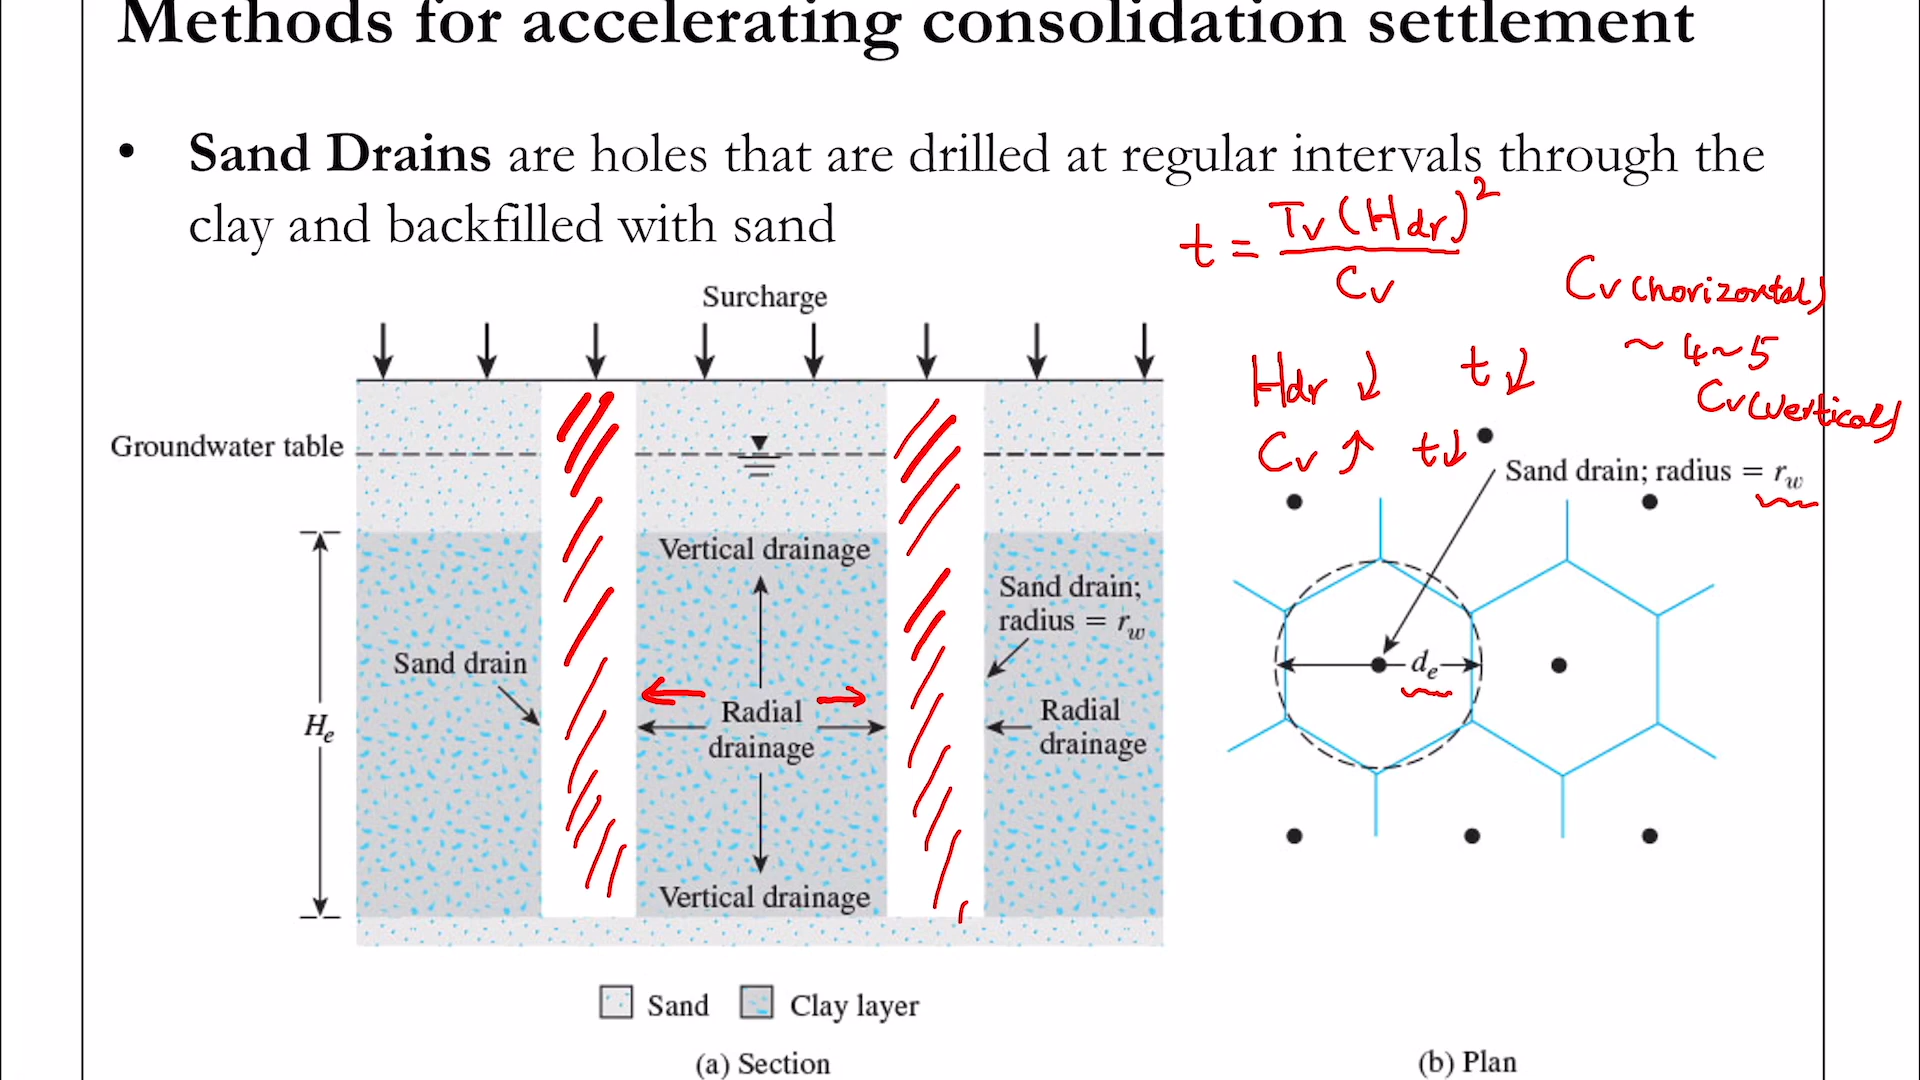 Methods for accelerating consolidation settlement
• Sand Drains are holes that are drilled at regular intervals through the
clay and backfilled with sand
t = Tv (Hdr)²
Cv
Cv (horizontal)
~ 4~5
Cv (vertical)
Hdr ↓ t↓
Cv ↑ t↓
Surcharge
Groundwater table
Vertical drainage
Sand drain;
radius = rw
Sand drain
He
Radial
drainage
Radial
drainage
Vertical drainage
Sand
Clay layer
(a) Section
Sand drain; radius = rw
de
(b) Plan